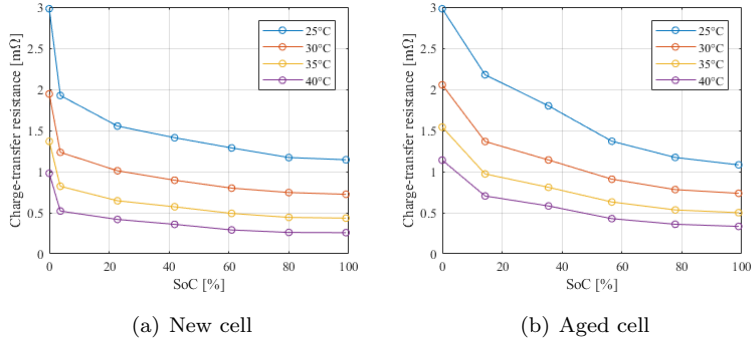 3
2.5
2
1.5
1
0.5
0
0
20
40
60
80
100
Charge-transfer resistance [mΩ]
SoC [%]
25°C
30°C
35°C
40°C
(a) New cell
3
2.5
2
1.5
1
0.5
0
0
20
40
60
80
100
Charge-transfer resistance [mΩ]
SoC [%]
25°C
30°C
35°C
40°C
(b) Aged cell